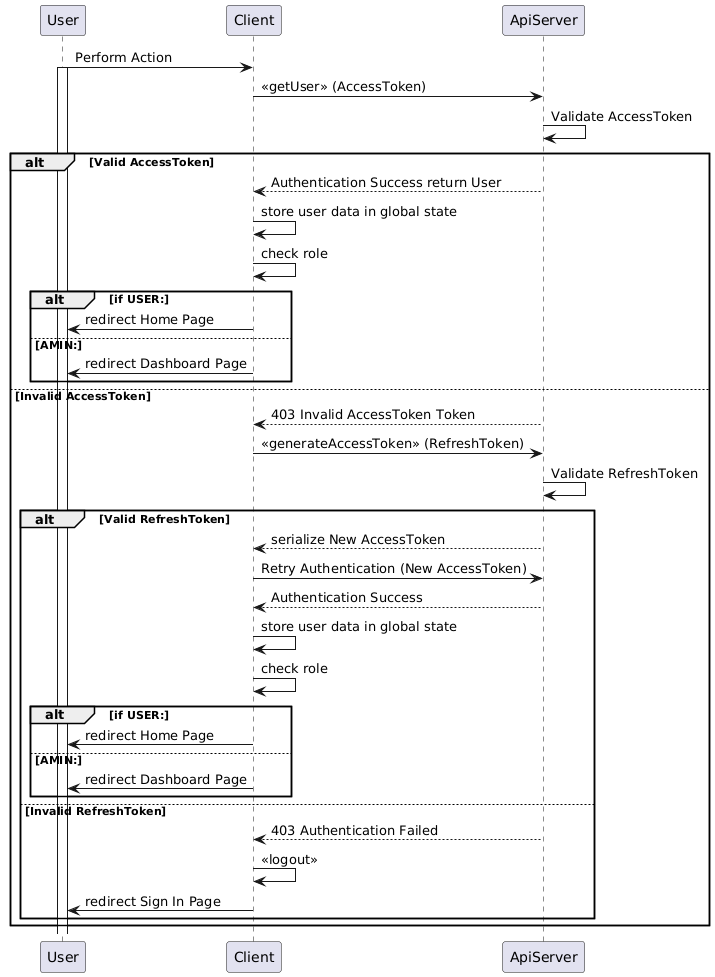 User Client ApiServer
Perform Action
«getUser» (AccessToken)
Validate AccessToken
alt [Valid AccessToken]
Authentication Success return User
store user data in global state
check role
alt [if USER:]
redirect Home Page
[AMIN:]
redirect Dashboard Page
[Invalid AccessToken]
403 Invalid AccessToken Token
«generateAccessToken» (RefreshToken)
Validate RefreshToken
alt [Valid RefreshToken]
serialize New AccessToken
Retry Authentication (New AccessToken)
Authentication Success
store user data in global state
check role
alt [if USER:]
redirect Home Page
[AMIN:]
redirect Dashboard Page
[Invalid RefreshToken]
403 Authentication Failed
«logout»
redirect Sign In Page
User Client ApiServer